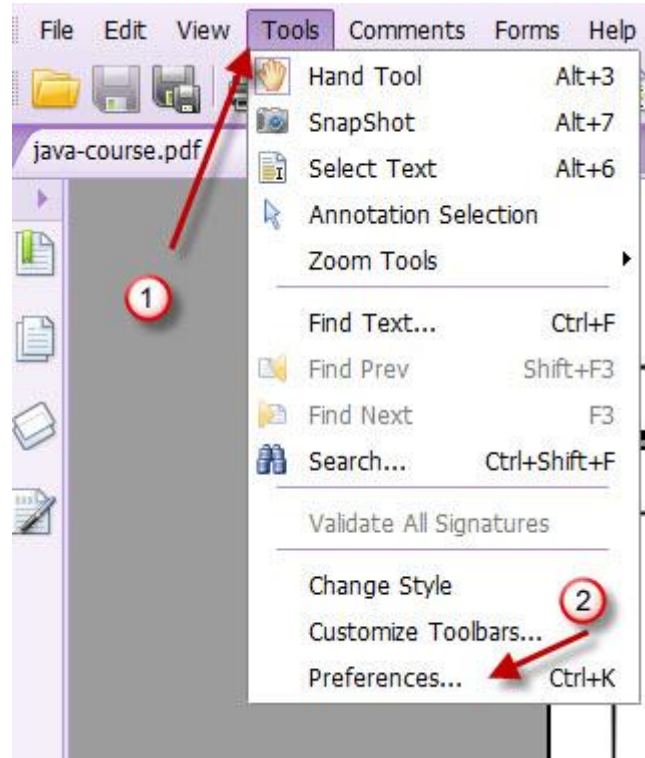 File Edit View Tools Comments Forms Help
java-course.pdf
Hand Tool Alt+3
SnapShot Alt+7
Select Text Alt+6
Annotation Selection
Zoom Tools
1
Find Text... Ctrl+F
Find Prev Shift+F3
Find Next F3
Search... Ctrl+Shift+F
Validate All Signatures
Change Style
2
Customize Toolbars...
Preferences... Ctrl+K